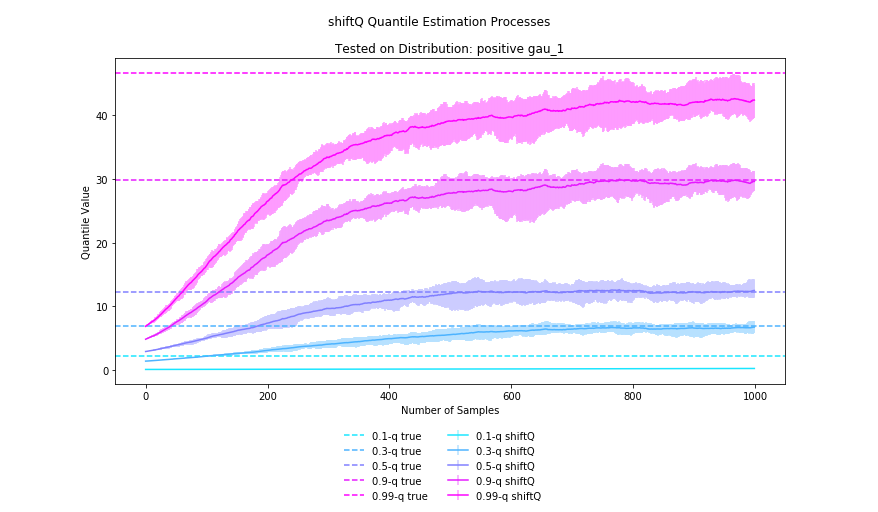 shiftQ Quantile Estimation Processes
Tested on Distribution: positive gau_1
Quantile Value
40
30
20
10
0
0 200 400 600 800 1000
Number of Samples
0.1-q true 0.1-q shiftQ
0.3-q true 0.3-q shiftQ
0.5-q true 0.5-q shiftQ
0.9-q true 0.9-q shiftQ
0.99-q true 0.99-q shiftQ